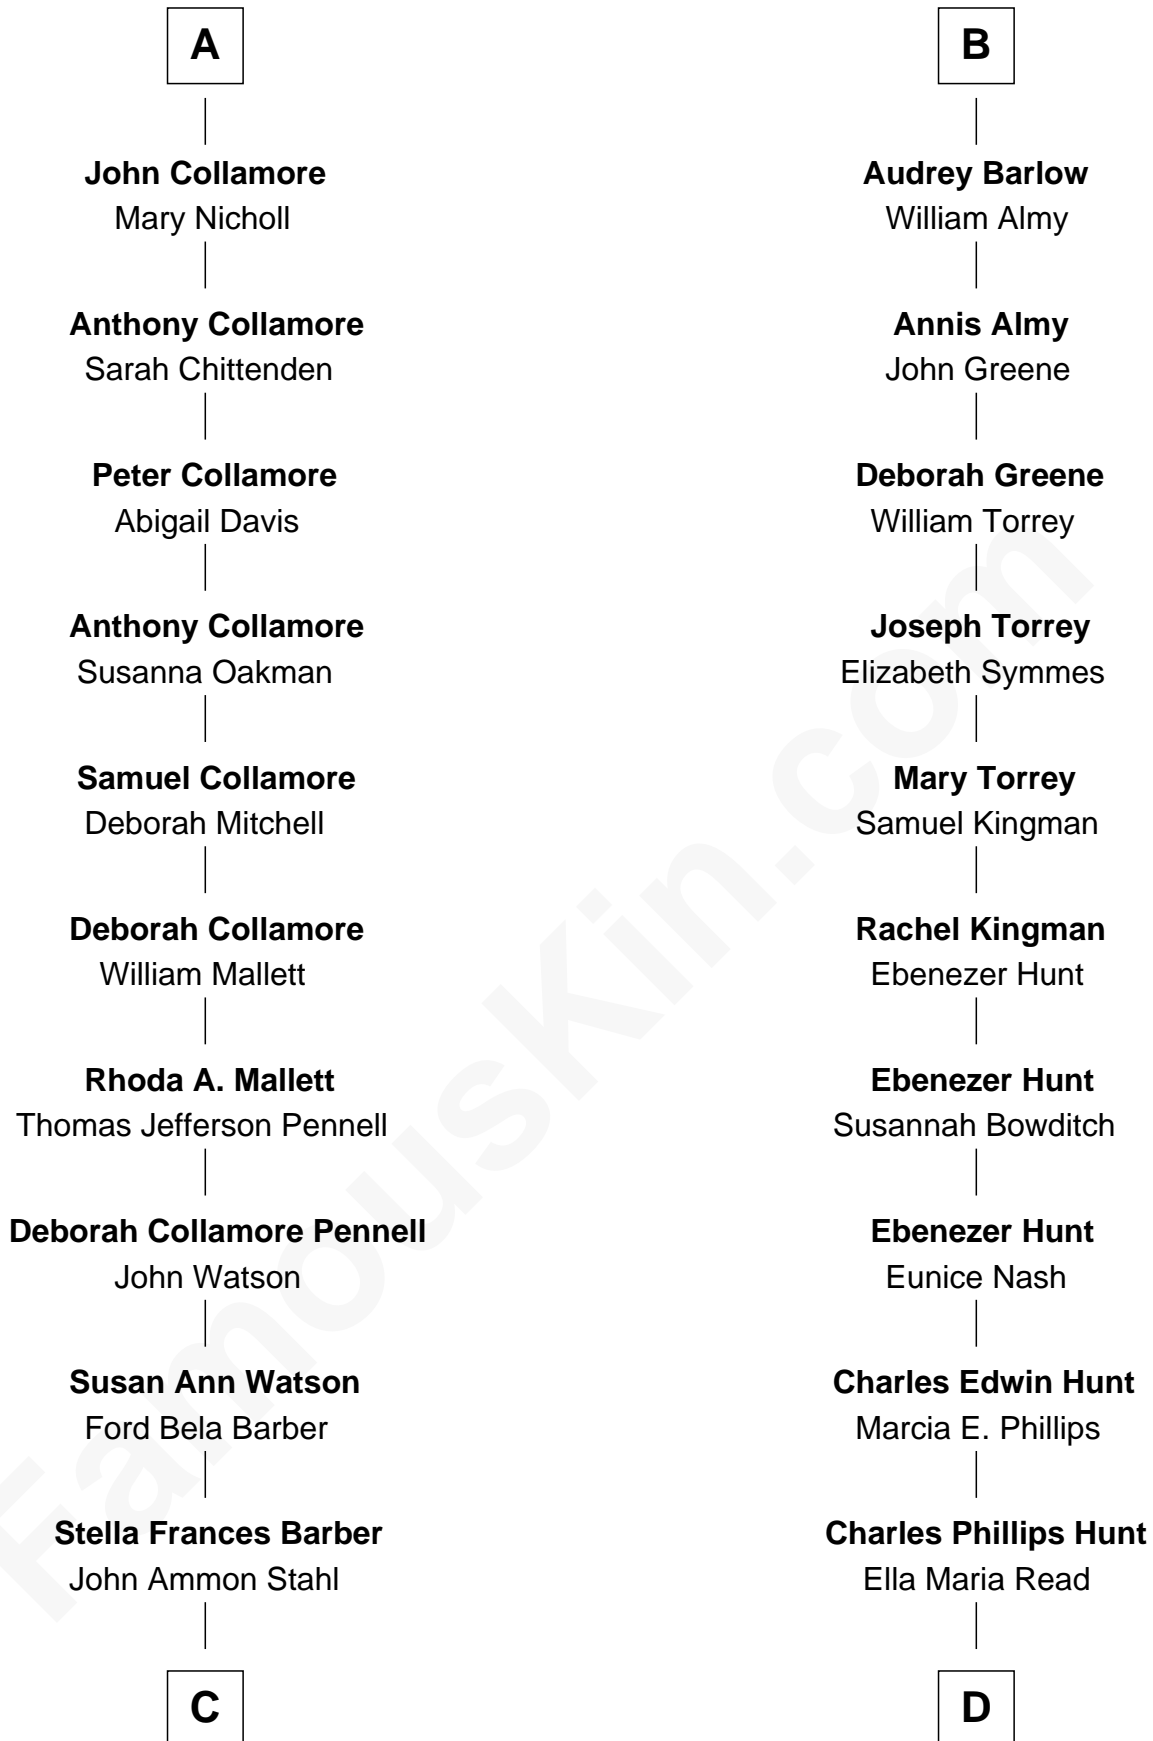 A
John Collamore
Mary Nicholl
Anthony Collamore
Sarah Chittenden
Peter Collamore
Abigail Davis
Anthony Collamore
Susanna Oakman
Samuel Collamore
Deborah Mitchell
Deborah Collamore
William Mallett
Rhoda A. Mallett
Thomas Jefferson Pennell
Deborah Collamore Pennell
John Watson
Susan Ann Watson
Ford Bela Barber
Stella Frances Barber
John Ammon Stahl
C
B
Audrey Barlow
William Almy
Annis Almy
John Greene
Deborah Greene
William Torrey
Joseph Torrey
Elizabeth Symmes
Mary Torrey
Samuel Kingman
Rachel Kingman
Ebenezer Hunt
Ebenezer Hunt
Susannah Bowditch
Ebenezer Hunt
Eunice Nash
Charles Edwin Hunt
Marcia E. Phillips
Charles Phillips Hunt
Ella Maria Read
D
FamousKin.com